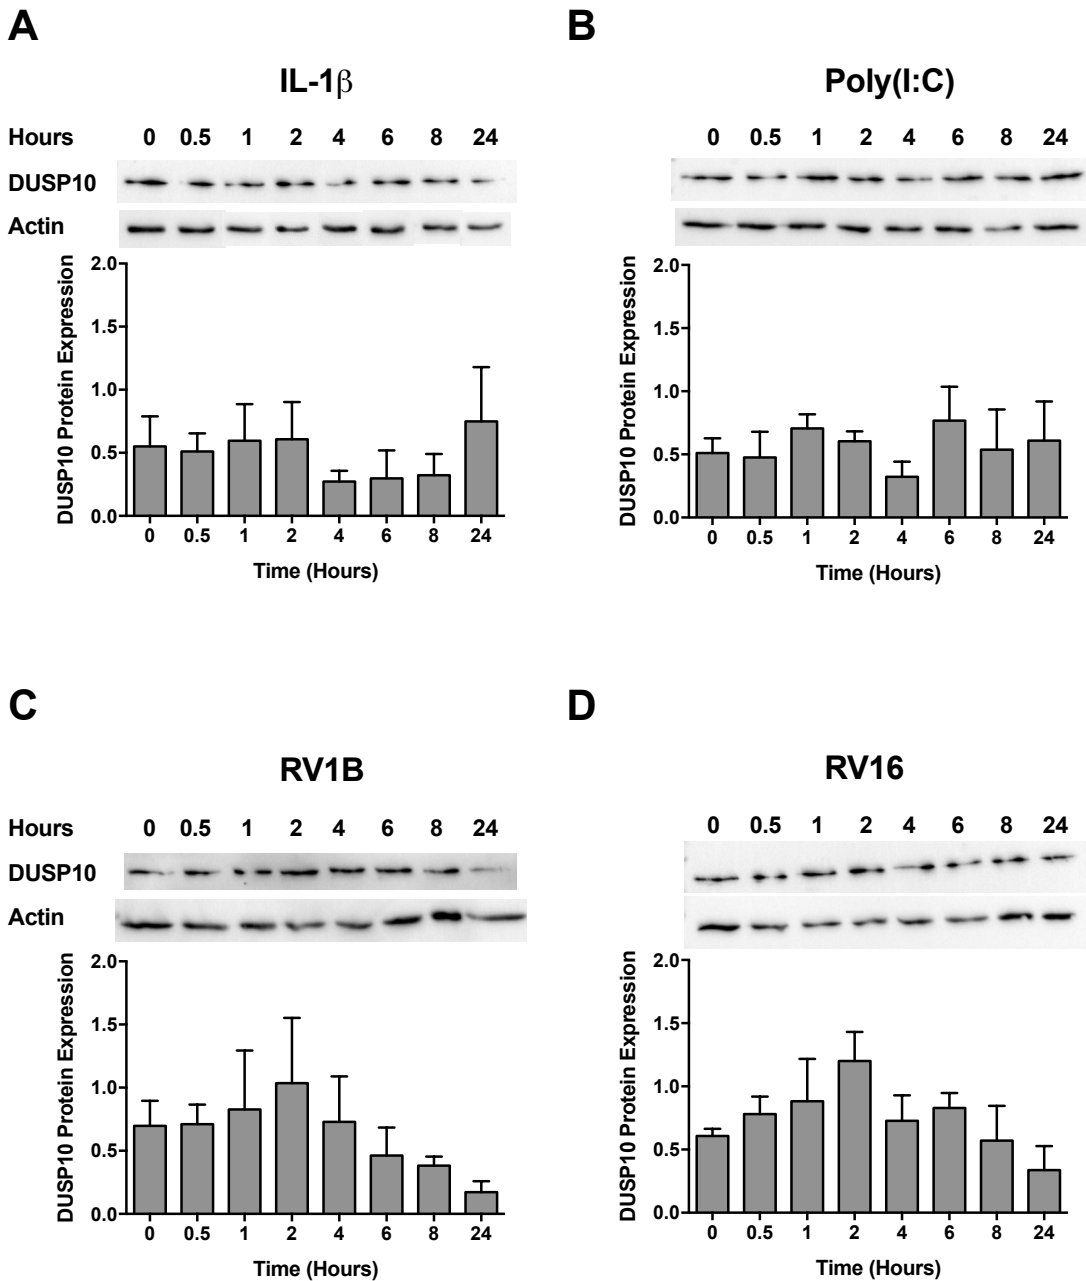 A
IL-1β
Hours 0 0.5 1 2 4 6 8 24
DUSP10
Actin
DUSP10 Protein Expression
2.0
1.5
1.0
0.5
0.0
0 0.5 1 2 4 6 8 24
Time (Hours)
B
Poly(I:C)
0 0.5 1 2 4 6 8 24
DUSP10 Protein Expression
2.0
1.5
1.0
0.5
0.0
0 0.5 1 2 4 6 8 24
Time (Hours)
C
RV1B
Hours 0 0.5 1 2 4 6 8 24
DUSP10
Actin
DUSP10 Protein Expression
2.0
1.5
1.0
0.5
0.0
0 0.5 1 2 4 6 8 24
Time (Hours)
D
RV16
0 0.5 1 2 4 6 8 24
DUSP10 Protein Expression
2.0
1.5
1.0
0.5
0.0
0 0.5 1 2 4 6 8 24
Time (Hours)